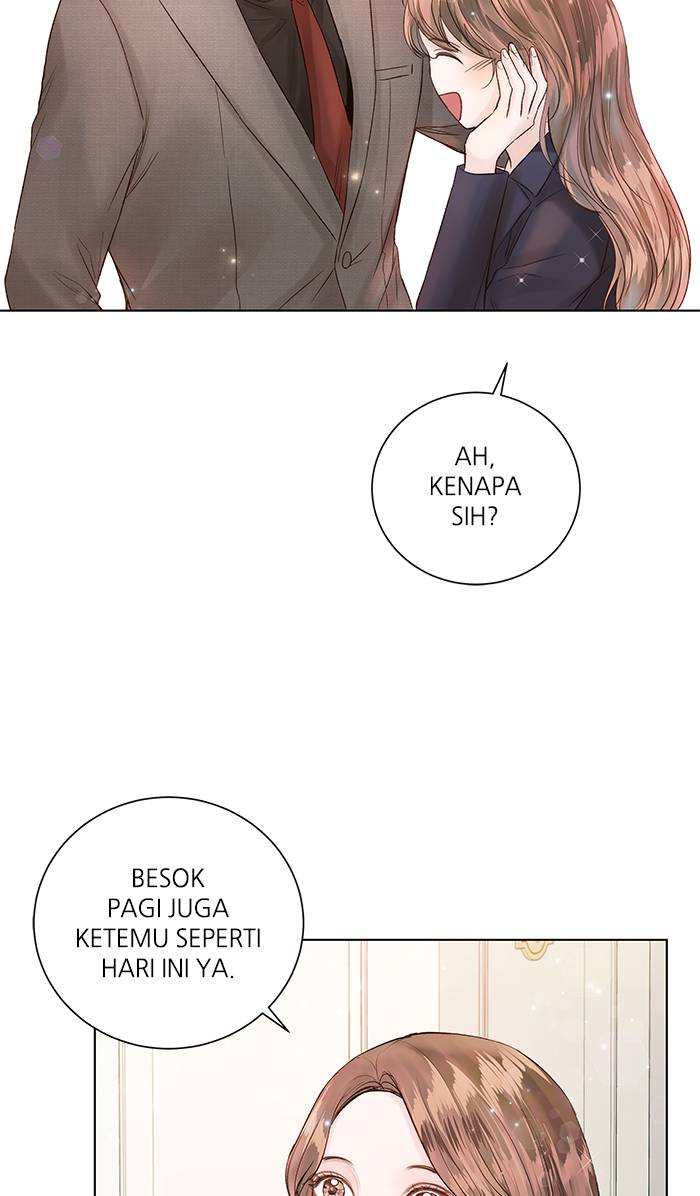 AH,
KENAPA
SIH?
BESOK
PAGI JUGA
KETEMU SEPERTI
HARI INI YA.